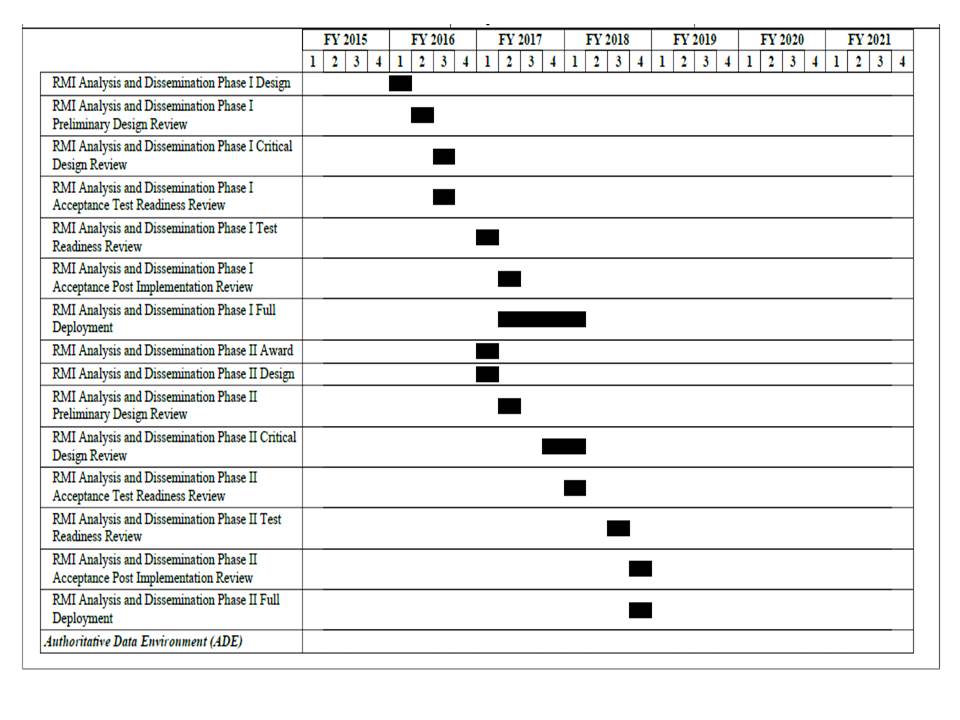 FY 2015 FY 2016 FY 2017 FY 2018 FY 2019 FY 2020 FY 2021
1 2 3 4 1 2 3 4 1 2 3 4 1 2 3 4 1 2 3 4 1 2 3 4 1 2 3 4
RMI Analysis and Dissemination Phase I Design
RMI Analysis and Dissemination Phase I
Preliminary Design Review
RMI Analysis and Dissemination Phase I Critical
Design Review
RMI Analysis and Dissemination Phase I
Acceptance Test Readiness Review
RMI Analysis and Dissemination Phase I Test
Readiness Review
RMI Analysis and Dissemination Phase I
Acceptance Post Implementation Review
RMI Analysis and Dissemination Phase I Full
Deployment
RMI Analysis and Dissemination Phase II Award
RMI Analysis and Dissemination Phase II Design
RMI Analysis and Dissemination Phase II
Preliminary Design Review
RMI Analysis and Dissemination Phase II Critical
Design Review
RMI Analysis and Dissemination Phase II
Acceptance Test Readiness Review
RMI Analysis and Dissemination Phase II Test
Readiness Review
RMI Analysis and Dissemination Phase II
Acceptance Post Implementation Review
RMI Analysis and Dissemination Phase II Full
Deployment
Authoritative Data Environment (ADE)